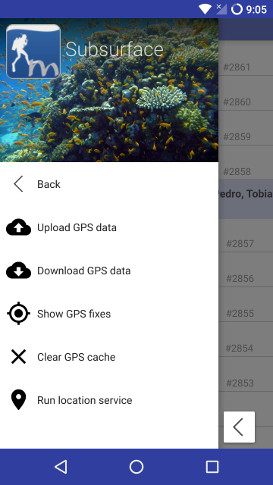 9:05
Subsurface
Back
Upload GPS data
Download GPS data
Show GPS fixes
Clear GPS cache
Run location service
#2861
#2860
#2859
#2858
Pedro, Tobia
#2857
#2856
#2855
#2854
#2853